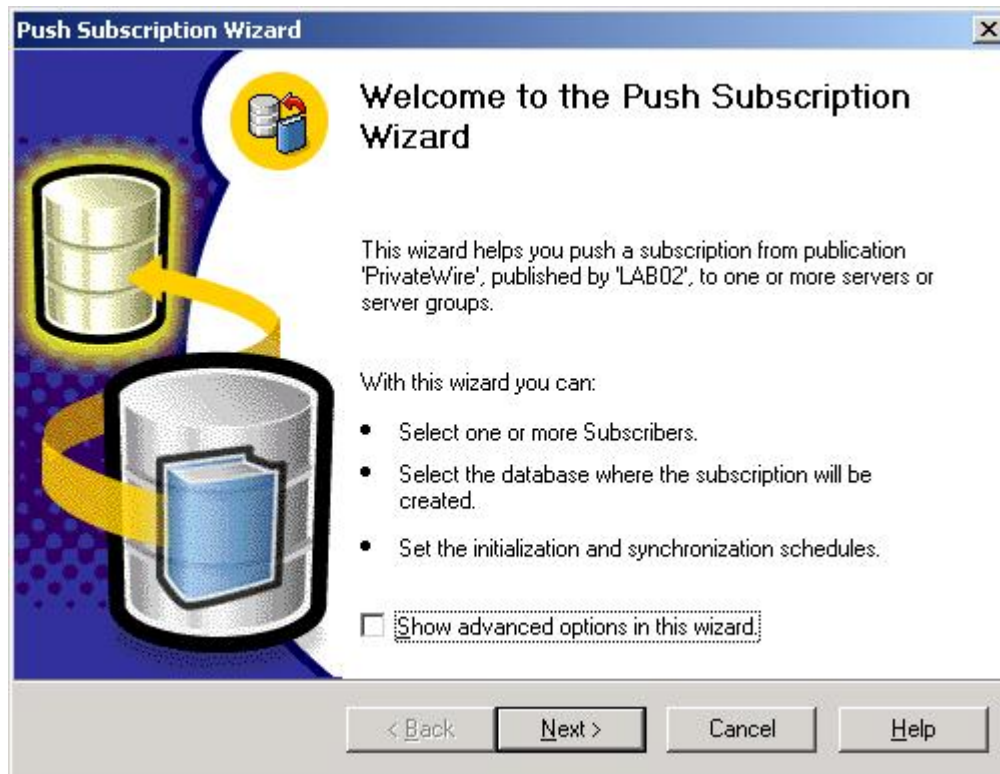 Push Subscription Wizard
Welcome to the Push Subscription
Wizard
This wizard helps you push a subscription from publication
'PrivateWire', published by 'LAB02', to one or more servers or
server groups.
With this wizard you can:
• Select one or more Subscribers.
• Select the database where the subscription will be
created.
• Set the initialization and synchronization schedules.
Show advanced options in this wizard.
< Back Next > Cancel Help